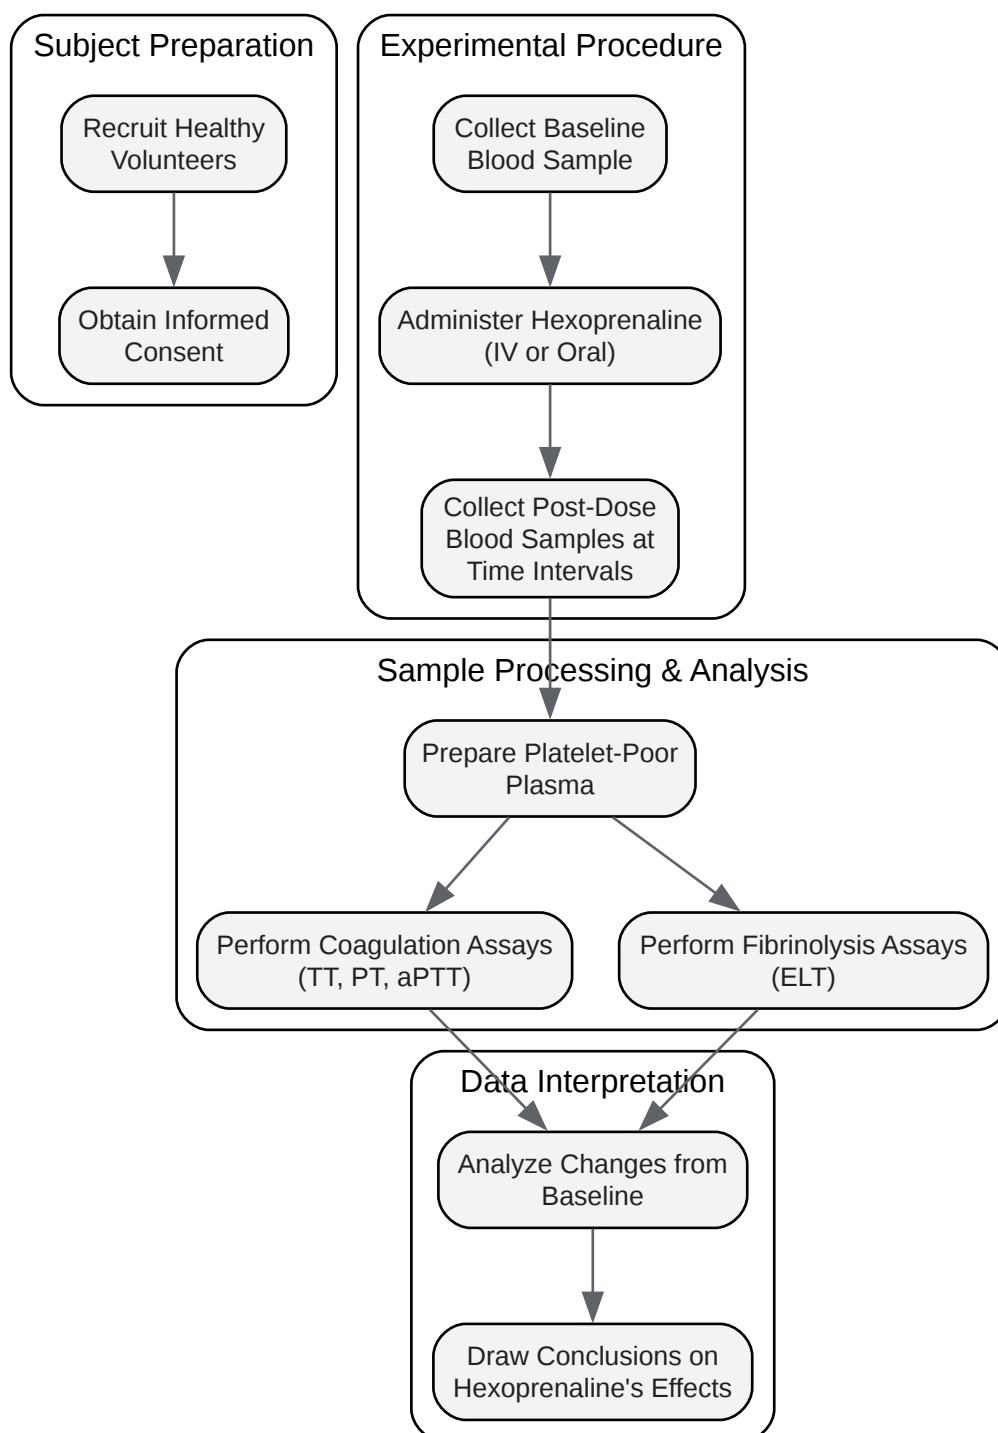 Subject Preparation
Recruit Healthy
Volunteers
Obtain Informed
Consent
Experimental Procedure
Collect Baseline
Blood Sample
Administer Hexoprenaline
(IV or Oral)
Collect Post-Dose
Blood Samples at
Time Intervals
Sample Processing & Analysis
Prepare Platelet-Poor
Plasma
Perform Coagulation Assays
(TT, PT, aPTT)
Perform Fibrinolysis Assays
(ELT)
Data Interpretation
Analyze Changes from
Baseline
Draw Conclusions on
Hexoprenaline's Effects